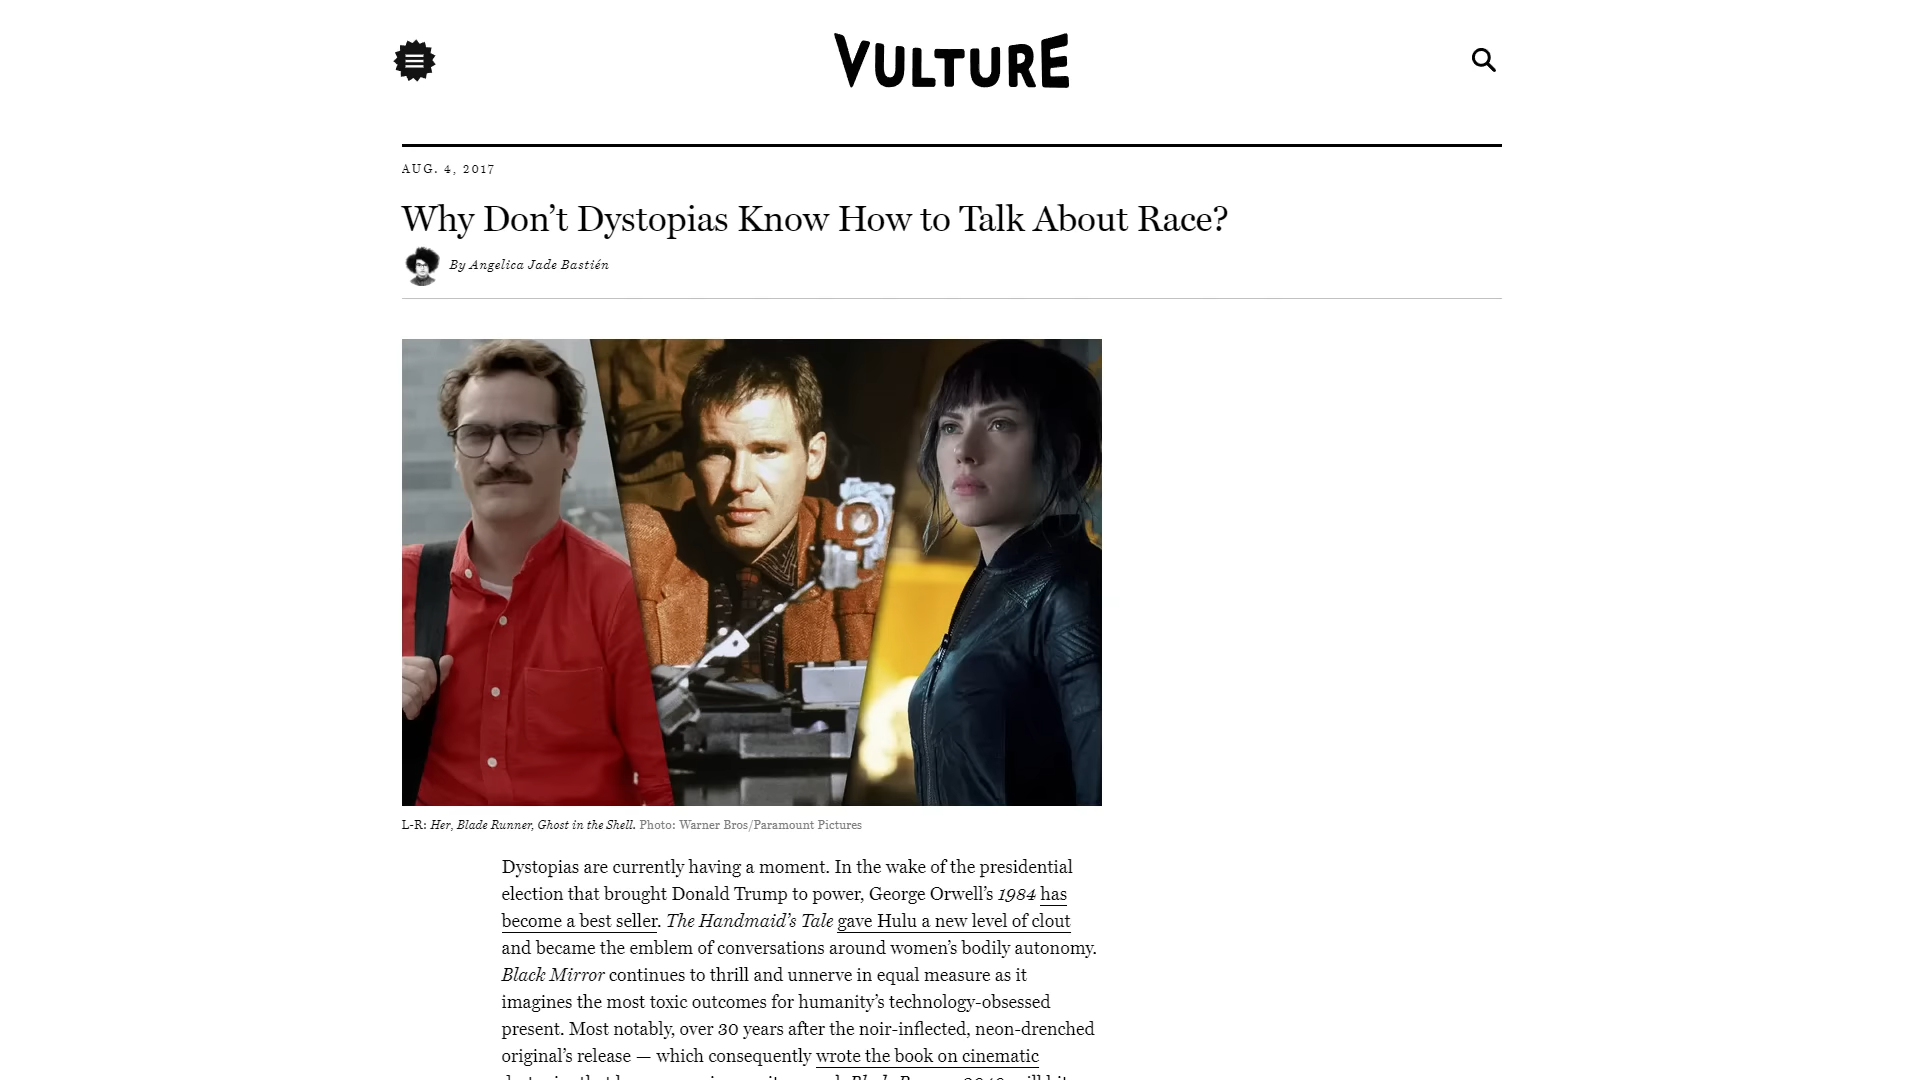 VULTURE
AUG. 4, 2017
Why Don’t Dystopias Know How to Talk About Race?
By Angelica Jade Bastién
L-R: Her, Blade Runner, Ghost in the Shell. Photo: Warner Bros/Paramount Pictures
Dystopias are currently having a moment. In the wake of the presidential
election that brought Donald Trump to power, George Orwell’s 1984 has
become a best seller. The Handmaid’s Tale gave Hulu a new level of clout
and became the emblem of conversations around women’s bodily autonomy.
Black Mirror continues to thrill and unnerve in equal measure as it
imagines the most toxic outcomes for humanity’s technology-obsessed
present. Most notably, over 30 years after the noir-inflected, neon-drenched
original’s release — which consequently wrote the book on cinematic